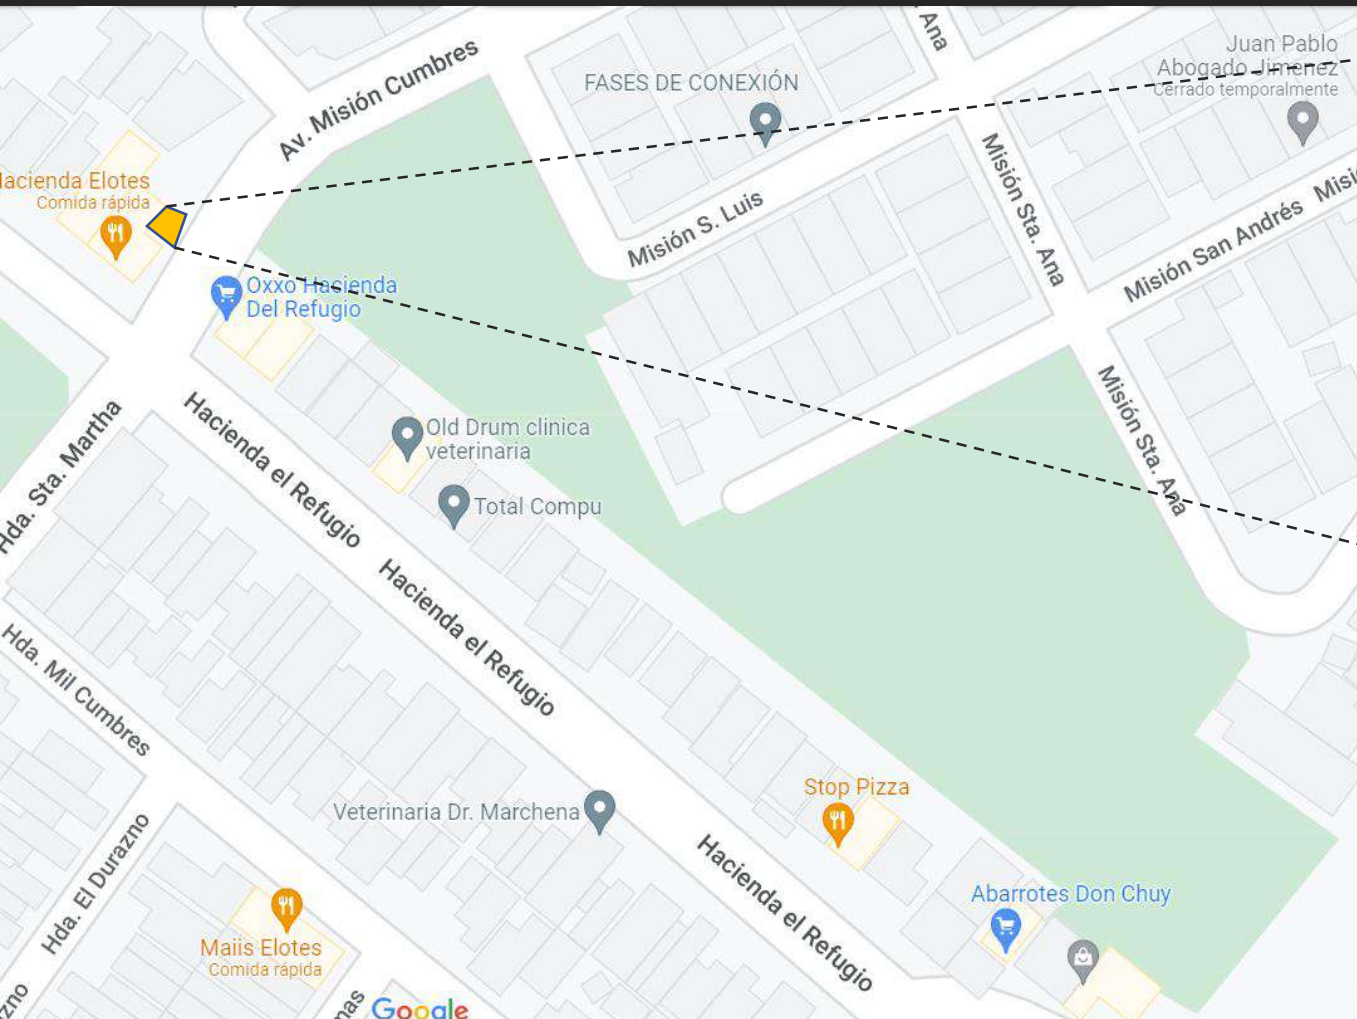 Ana
Juan Pablo
Abogado Jimenez
Cerrado temporalmente
Av. Misión Cumbres
FASES DE CONEXIÓN
Hacienda Elotes
Comida rápida
Misión Sta. Ana
Misión S. Luis
Misión San Andrés
Oxxo Hacienda
Del Refugio
Hda. Sta. Martha
Hacienda el Refugio
Old Drum clinica
veterinaria
Misión Sta. Ana
Total Compu
Hacienda el Refugio
Hda. Mil Cumbres
Stop Pizza
Veterinaria Dr. Marchena
Hda. El Durazno
Hacienda el Refugio
Abarrotes Don Chuy
Maiis Elotes
Comida rápida
Google